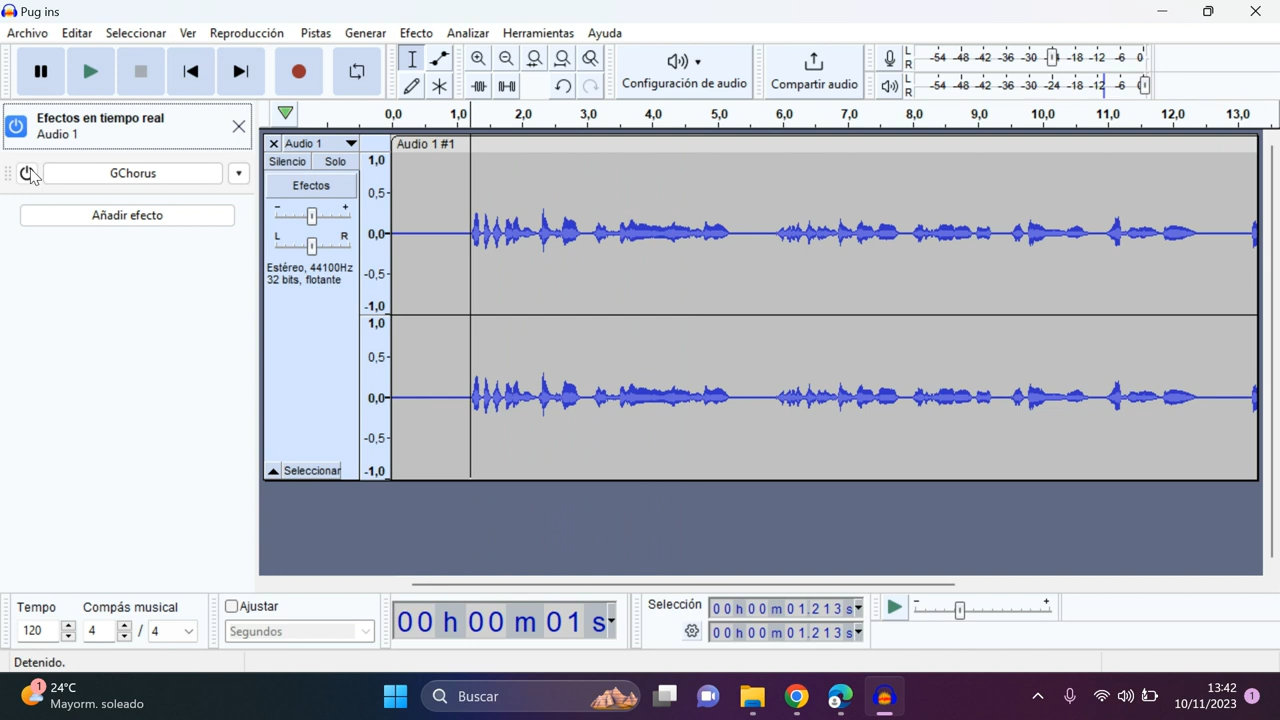 Pug ins
Archivo Editar Seleccionar Ver Reproducción Pistas Generar Efecto Analizar Herramientas Ayuda
Configuración de audio
Compartir audio
L R -54 -48 -42 -36 -30 -24 -18 -12 -6 0
L R -54 -48 -42 -36 -30 -24 -18 -12 -6 0
Efectos en tiempo real
Audio 1
GChorus
Añadir efecto
0,0 1,0 2,0 3,0 4,0 5,0 6,0 7,0 8,0 9,0 10,0 11,0 12,0 13,0
Audio 1
Audio 1 #1
Silencio Solo
Efectos
- +
L R
Estéreo, 44100Hz
32 bits, flotante
Seleccionar
1,0
0,5
0,0
-0,5
-1,0
1,0
0,5
0,0
-0,5
-1,0
Tempo
120
Compás musical
4 / 4
Ajustar
Segundos
00 h 00 m 01 s
Selección
00 h 00 m 01.213 s
00 h 00 m 01.213 s
- +
Detenido.
1
24°C
Mayorm. soleado
Buscar
13:42
10/11/2023
1